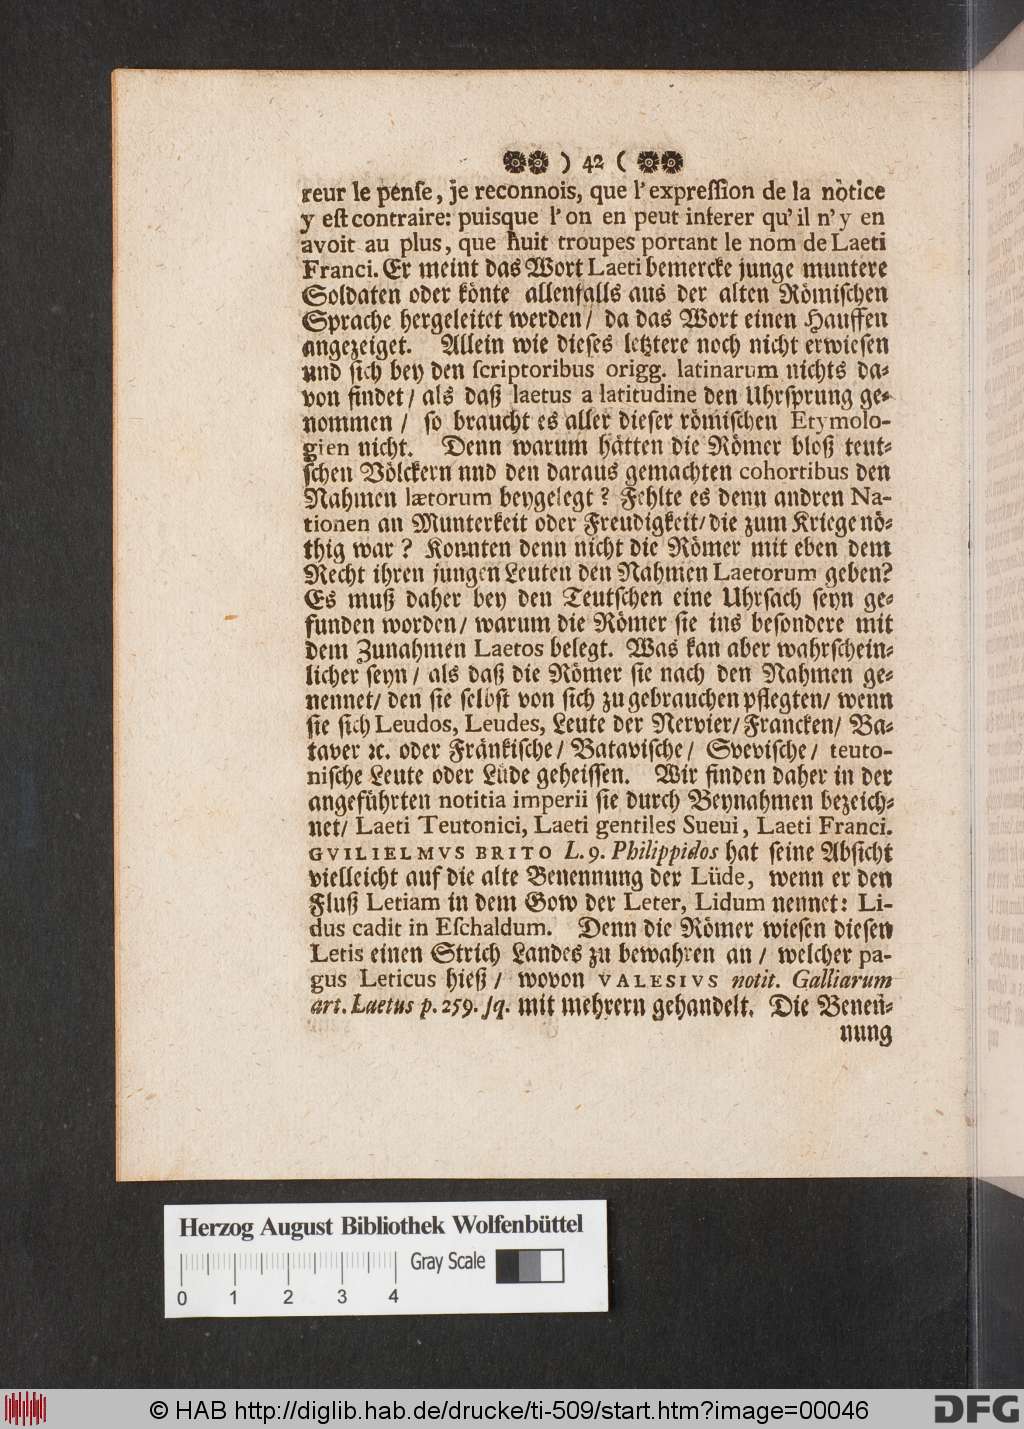 ) 42 (
reur le pense, je reconnois, que l'expreſſion de la notice
y eſt contraire: puisque l'on en peut inferer qu'il n'y en
avoit au plus, que huit troupes portant le nom de Laeti
Franci. Er meint das Wort Laeti bemercke junge muntere
Soldaten oder könte allenfalls aus der alten Römiſchen
Sprache hergeleitet werden/ da das Wort einen Hauffen
angezeiget. Allein wie dieſes letztere noch nicht erwieſen
und ſich bey den ſcriptoribus origg. latinarum nichts da-
von findet/ als daß laetus a latitudine den Uhrſprung ge-
nommen / ſo braucht es aller dieſer römiſchen Etymolo-
gien nicht. Denn warum hätten die Römer bloß teut-
ſchen Völckern nnd den daraus gemachten cohortibus den
Nahmen lætorum beygelegt? Fehlte es denn andren Na-
tionen an Munterkeit oder Freudigkeit/ die zum Kriege nö-
thig war? Konnten denn nicht die Römer mit eben dem
Recht ihren jungen Leuten den Nahmen Laetorum geben?
Es muß daher bey den Teutſchen eine Uhrſach ſeyn ge-
funden worden/ warum die Römer ſie ins beſondere mit
dem Zunahmen Laetos belegt. Was kan aber wahrſchein-
licher ſeyn/ als daß die Römer ſie nach den Nahmen ge-
nennet/ den ſie ſelbſt von ſich zu gebrauchen pflegten/ wenn
ſie ſich Leudos, Leudes, Leute der Nervier/ Francken/ Ba-
taver ꝛc. oder Fränkiſche/ Bataviſche/ Sveviſche/ teuto-
niſche Leute oder Lüde geheiſſen. Wir finden daher in der
angeführten notitia imperii ſie durch Beynahmen bezeich-
net/ Laeti Teutonici, Laeti gentiles Sueui, Laeti Franci.
GVILIELMVS BRITO L. 9. Philippidos hat ſeine Abſicht
vielleicht auf die alte Benennung der Lüde, wenn er den
Fluß Letiam in dem Gow der Leter, Lidum nennet: Li-
dus cadit in Eſchaldum. Denn die Römer wieſen dieſen
Letis einen Strich Landes zu bewahren an / welcher pa-
gus Leticus hieß/ wovon VALESIVS notit. Galliarum
art. Laetus p. 259. ſq. mit mehrern gehandelt. Die Beneñ-
nung
Herzog August Bibliothek Wolfenbüttel
Gray Scale
0 1 2 3 4
© HAB http://diglib.hab.de/drucke/ti-509/start.htm?image=00046
DFG